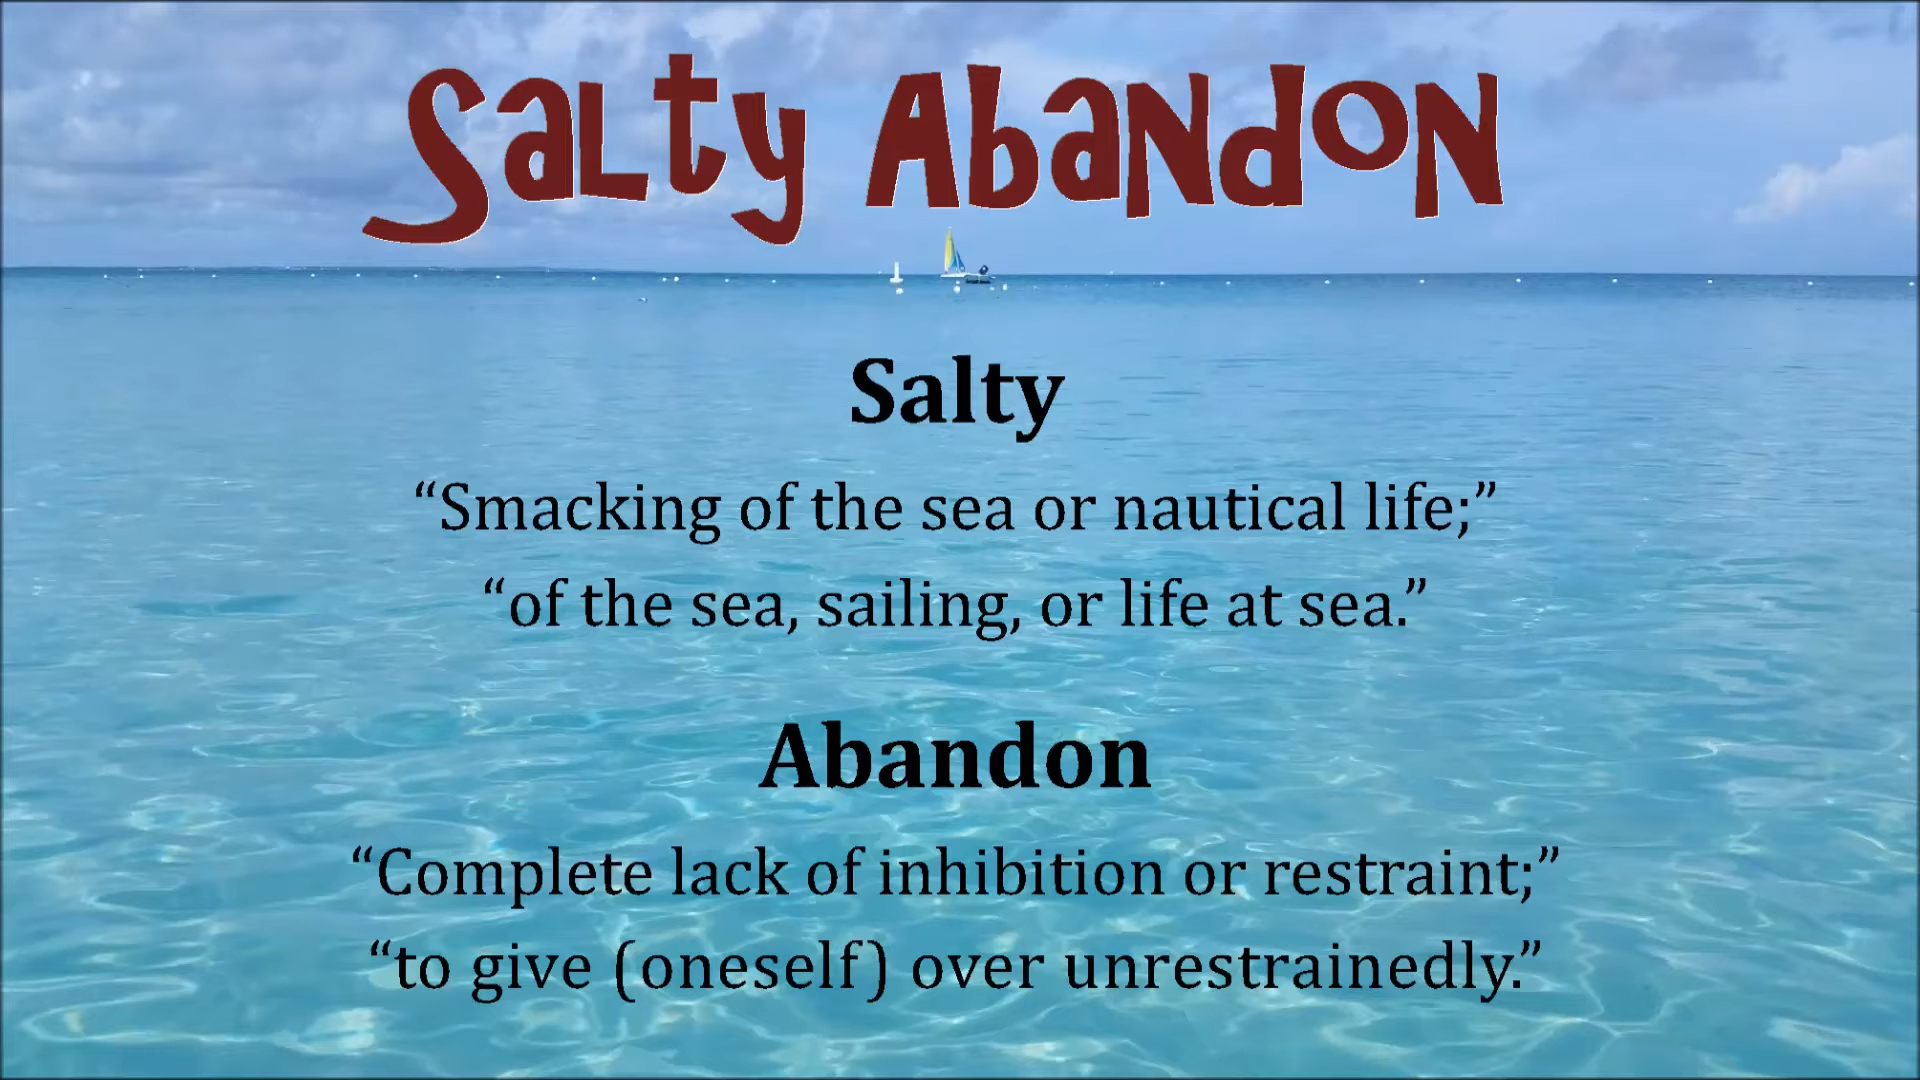 Salty Abandon
Salty
“Smacking of the sea or nautical life;”
“of the sea, sailing, or life at sea.”
Abandon
“Complete lack of inhibition or restraint;”
“to give (oneself) over unrestrainedly.”